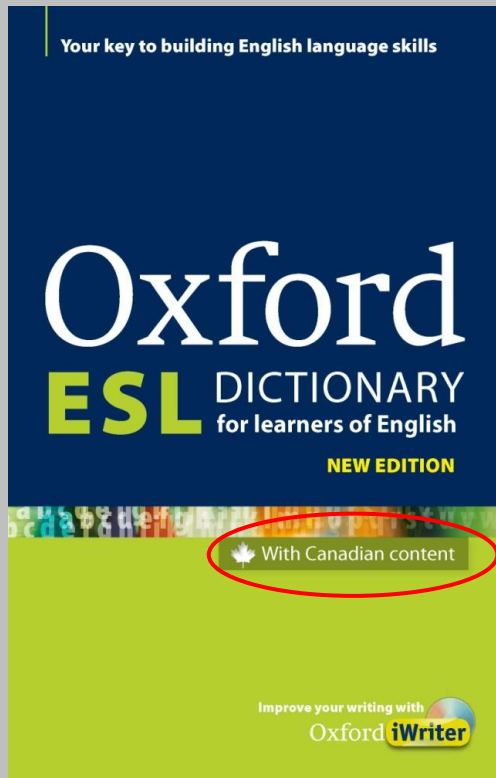 Your key to building English language skills
Oxford
ESL DICTIONARY
for learners of English
NEW EDITION
With Canadian content
Improve your writing with
Oxford iWriter